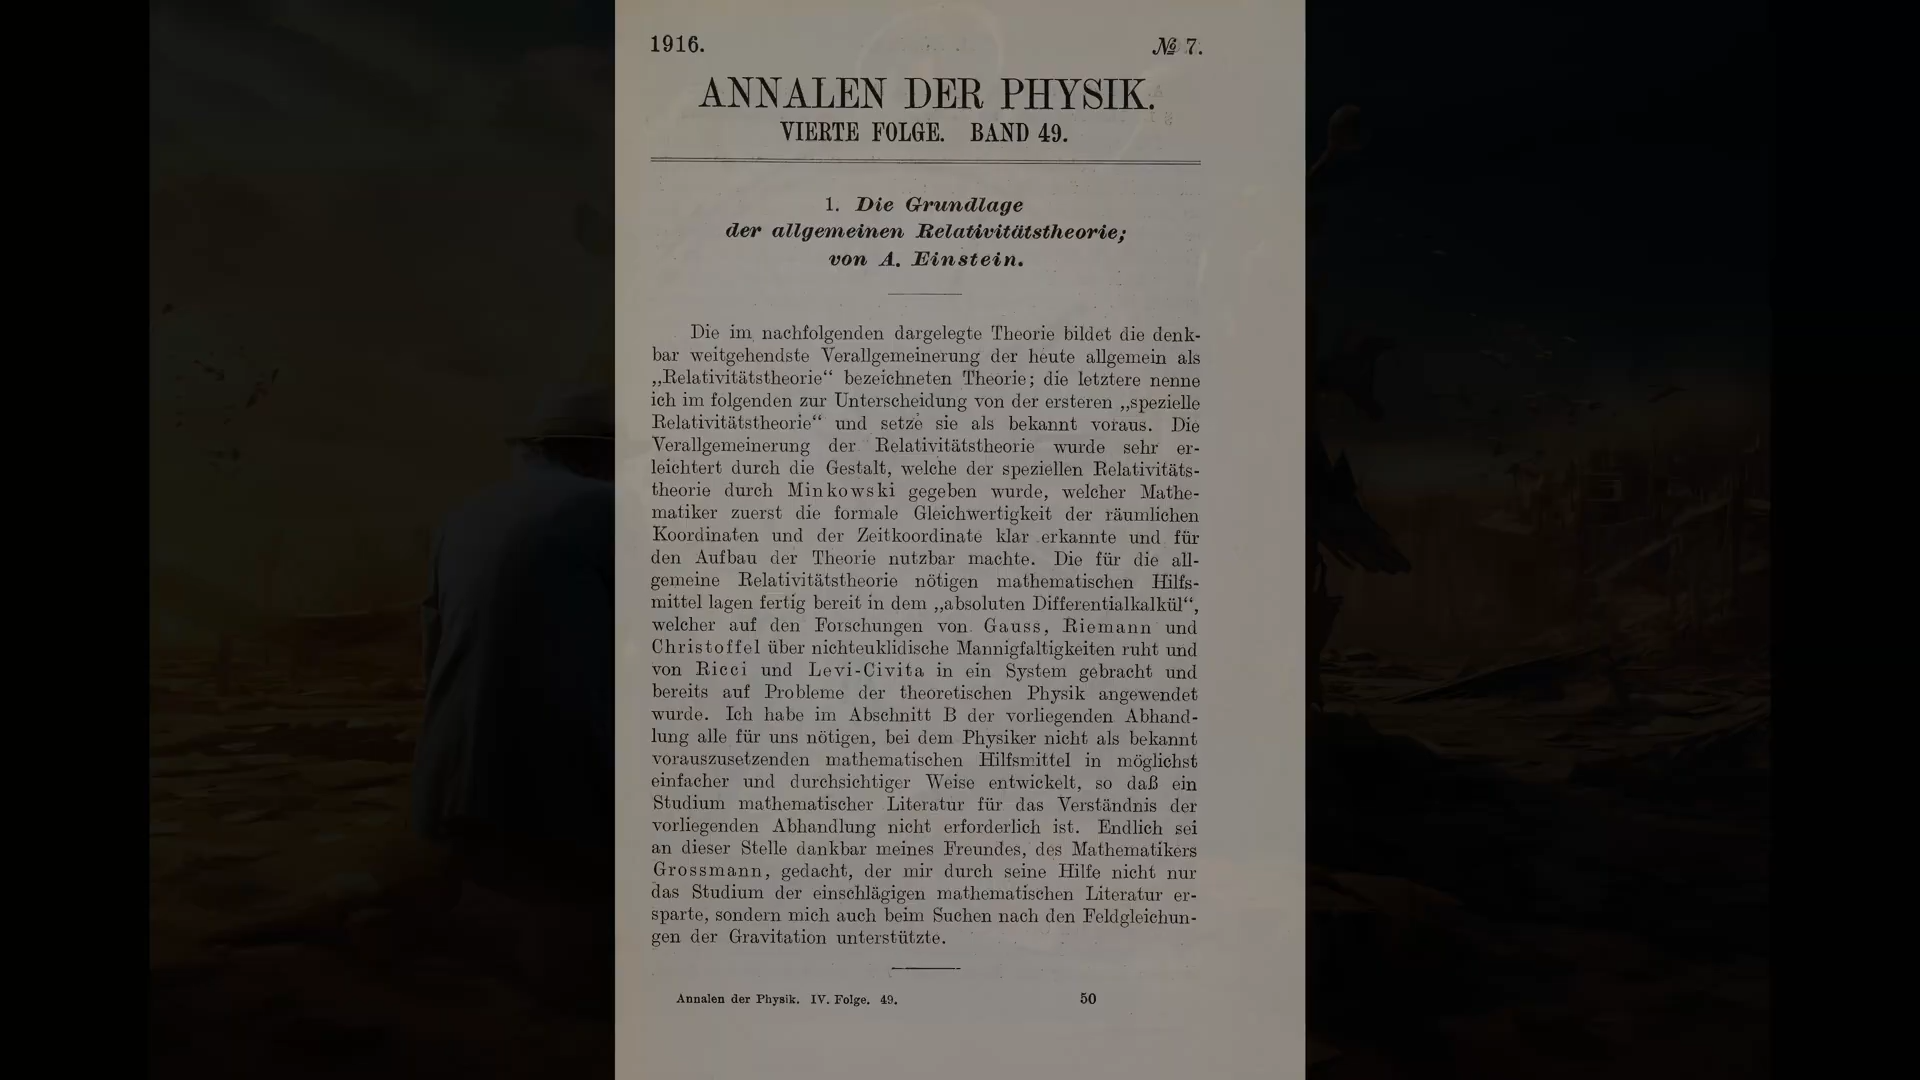 1916. № 7.
ANNALEN DER PHYSIK.
VIERTE FOLGE. BAND 49.
1. Die Grundlage
der allgemeinen Relativitätstheorie;
von A. Einstein.
Die im nachfolgenden dargelegte Theorie bildet die denk-
bar weitgehendste Verallgemeinerung der heute allgemein als
„Relativitätstheorie“ bezeichneten Theorie; die letztere nenne
ich im folgenden zur Unterscheidung von der ersteren „spezielle
Relativitätstheorie“ und setze sie als bekannt voraus. Die
Verallgemeinerung der Relativitätstheorie wurde sehr er-
leichtert durch die Gestalt, welche der speziellen Relativitäts-
theorie durch Minkowski gegeben wurde, welcher Mathe-
matiker zuerst die formale Gleichwertigkeit der räumlichen
Koordinaten und der Zeitkoordinate klar erkannte und für
den Aufbau der Theorie nutzbar machte. Die für die all-
gemeine Relativitätstheorie nötigen mathematischen Hilfs-
mittel lagen fertig bereit in dem „absoluten Differentialkalkül“,
welcher auf den Forschungen von Gauss, Riemann und
Christoffel über nichteuklidische Mannigfaltigkeiten ruht und
von Ricci und Levi-Civita in ein System gebracht und
bereits auf Probleme der theoretischen Physik angewendet
wurde. Ich habe im Abschnitt B der vorliegenden Abhand-
lung alle für uns nötigen, bei dem Physiker nicht als bekannt
vorauszusetzenden mathematischen Hilfsmittel in möglichst
einfacher und durchsichtiger Weise entwickelt, so daß ein
Studium mathematischer Literatur für das Verständnis der
vorliegenden Abhandlung nicht erforderlich ist. Endlich sei
an dieser Stelle dankbar meines Freundes, des Mathematikers
Grossmann, gedacht, der mir durch seine Hilfe nicht nur
das Studium der einschlägigen mathematischen Literatur er-
sparte, sondern mich auch beim Suchen nach den Feldgleichun-
gen der Gravitation unterstützte.
Annalen der Physik. IV. Folge. 49. 50